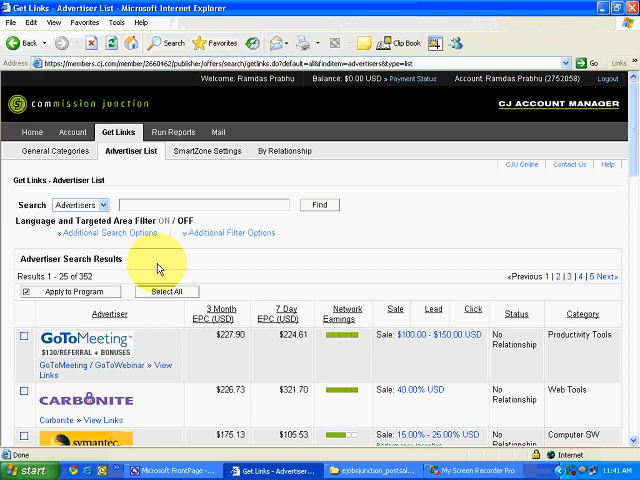 Get Links - Advertiser List - Microsoft Internet Explorer
File Edit View Favorites Tools Help
Back Search Favorites Clip Book
Address https://members.cj.com/member/2660462/publisher/offers/search/getlinks.do?default=all&finditem=advertisers&type=list Go Links
Welcome: Ramdas Prabhu Balance: $0.00 USD ▸ Payment Status Account: Ramdas Prabhu (2752058) Logout
commission junction CJ ACCOUNT MANAGER
Home Account Get Links Run Reports Mail
General Categories Advertiser List SmartZone Settings By Relationship
CJU Online Contact Us Help
Get Links - Advertiser List
Search Advertisers Find
Language and Targeted Area Filter ON / OFF
Additional Search Options | Additional Filter Options
Advertiser Search Results
Results 1 - 25 of 352 «Previous 1 | 2 | 3 | 4 | 5 Next»
Apply to Program Select All
Advertiser 3 Month EPC (USD) 7 Day EPC (USD) Network Earnings Sale Lead Click Status Category
GoToMeeting
$130/REFERRAL + BONUSES
GoToMeeting / GoToWebinar » View Links
$227.90 $224.61 Sale: $100.00 - $150.00 USD No Relationship Productivity Tools
CARBONITE
Carbonite » View Links
$226.73 $321.70 Sale: 40.00% USD No Relationship Web Tools
symantec
$175.13 $105.53 Sale: 15.00% - 25.00% USD No Relationship Computer SW
Performance Incentive
Done Internet
start Microsoft FrontPage -... Get Links - Advertiser... ejobsjunction_postsal... My Screen Recorder Pro 11:41 AM